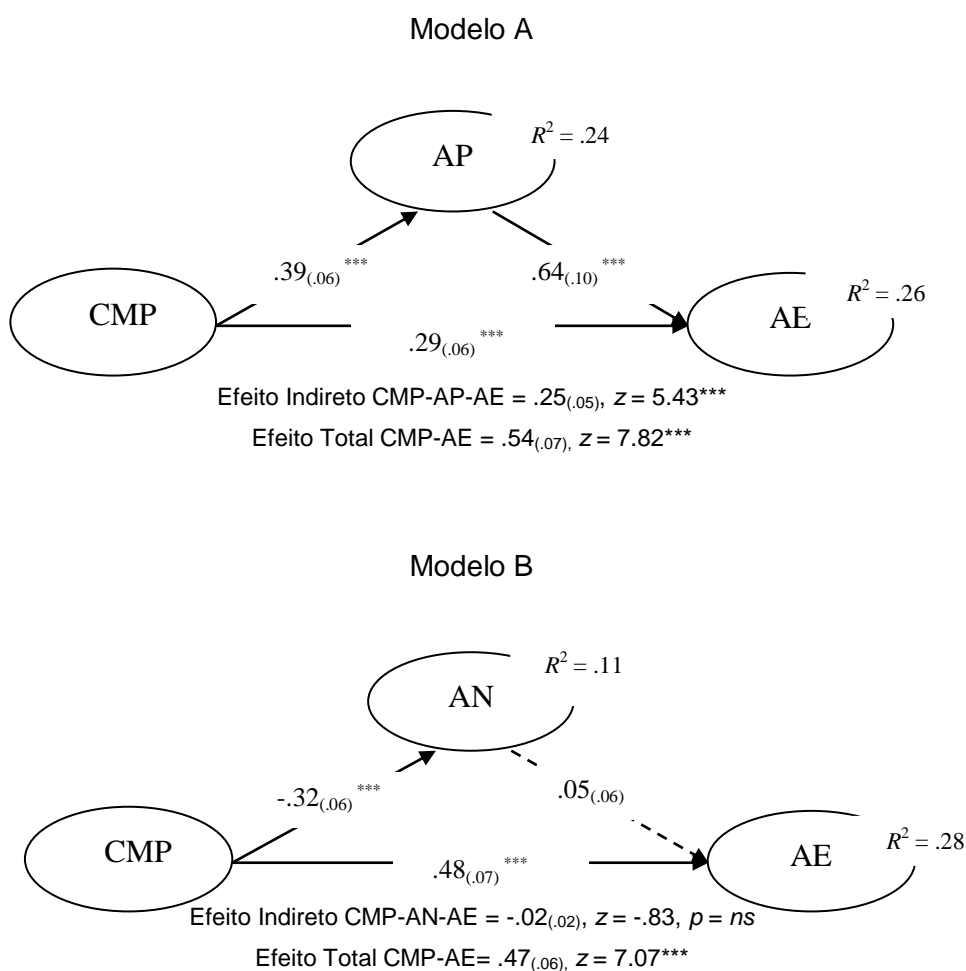 Modelo A
R² = .24
AP
.39(.06) ***
.64(.10) ***
R² = .26
CMP
AE
.29(.06) ***
Efeito Indireto CMP-AP-AE = .25(.05), z = 5.43***
Efeito Total CMP-AE = .54(.07), z = 7.82***
Modelo B
R² = .11
AN
-.32(.06) ***
.05(.06)
R² = .28
CMP
AE
.48(.07) ***
Efeito Indireto CMP-AN-AE = -.02(.02), z = -.83, p = ns
Efeito Total CMP-AE= .47(.06), z = 7.07***